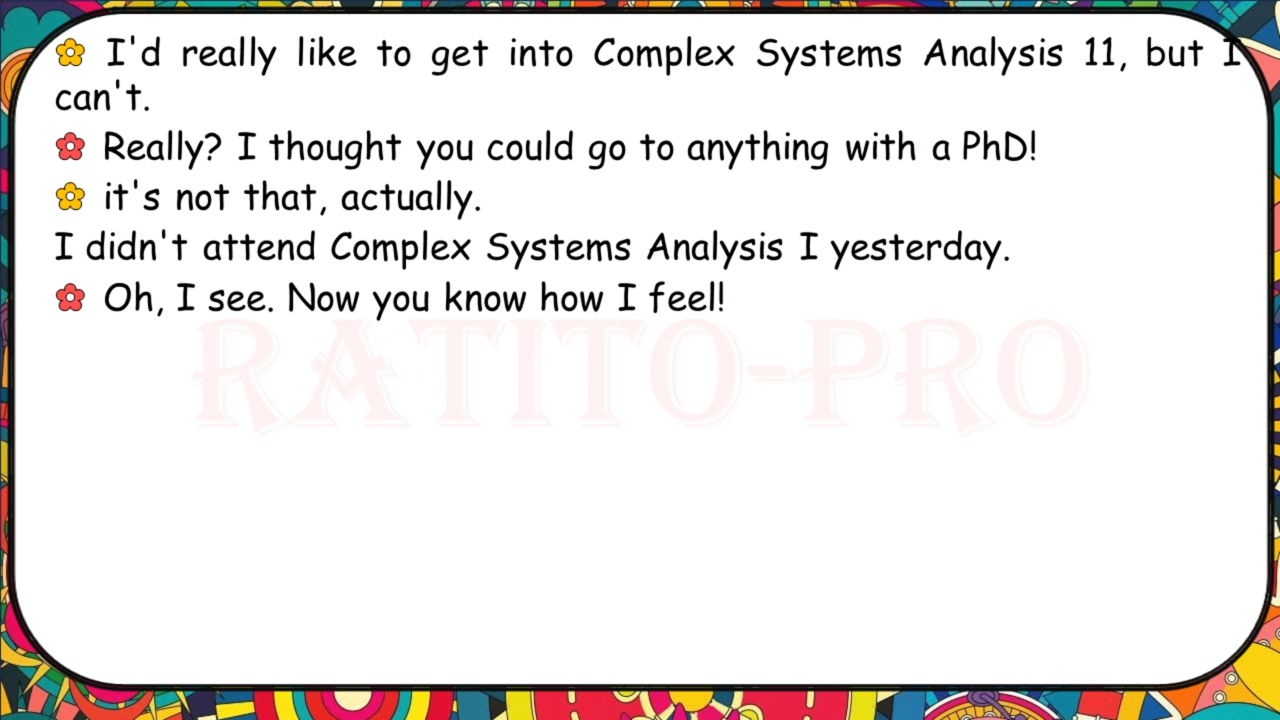 I'd really like to get into Complex Systems Analysis 11, but I
can't.
Really? I thought you could go to anything with a PhD!
it's not that, actually.
I didn't attend Complex Systems Analysis I yesterday.
Oh, I see. Now you know how I feel!
RATITO-PRO